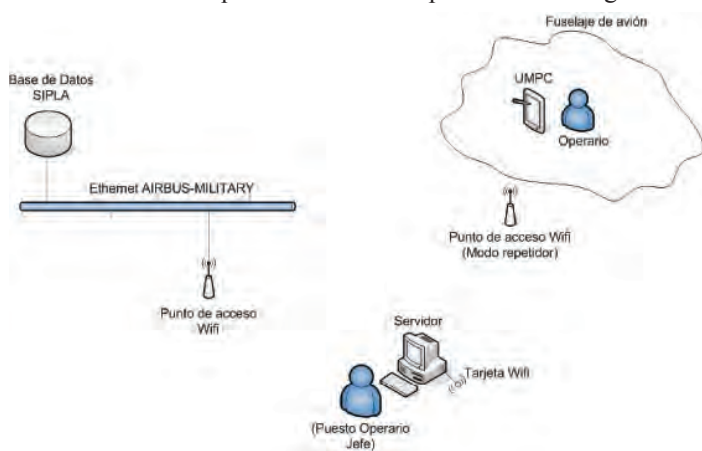 Fuselaje de avión
Base de Datos
SIPLA
UMPC
Operario
Ethernet AIRBUS-MILITARY
Punto de acceso Wifi
(Modo repetidor)
Punto de acceso
Wifi
Servidor
Tarjeta Wifi
(Puesto Operario
Jefe)